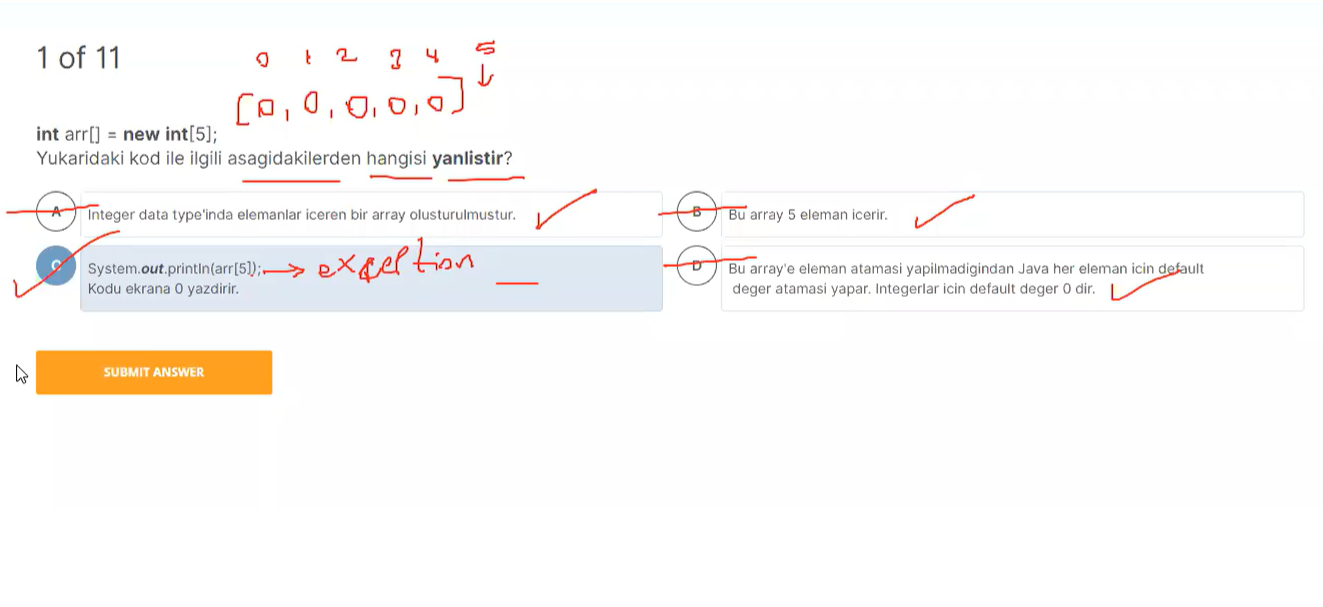 1 of 11
0 1 2 3 4 5
[0, 0, 0, 0, 0]
int arr[] = new int[5];
Yukaridaki kod ile ilgili asagidakilerden hangisi yanlistir?
A Integer data type'inda elemanlar iceren bir array olusturulmustur.
B Bu array 5 eleman icerir.
C System.out.println(arr[5]); → exception
Kodu ekrana 0 yazdirir.
D Bu array'e eleman atamasi yapilmadigindan Java her eleman icin default
deger atamasi yapar. Integerlar icin default deger 0 dir.
SUBMIT ANSWER